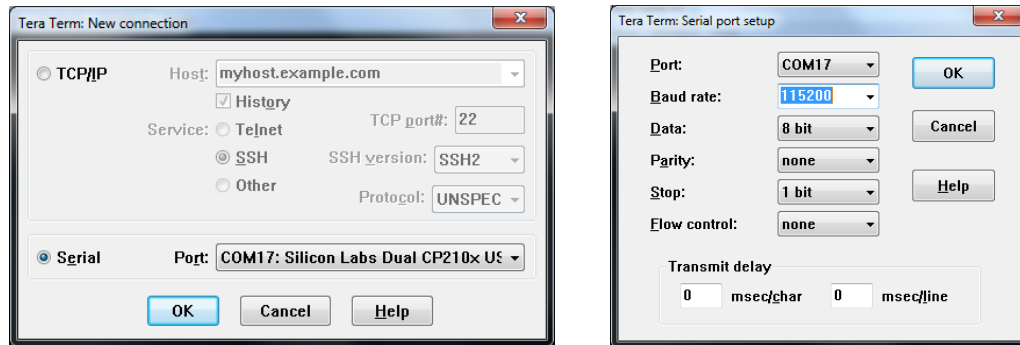 Tera Term: New connection
TCP/IP
Host: myhost.example.com
History
Service: Telnet
TCP port#: 22
SSH
SSH version: SSH2
Other
Protocol: UNSPEC
Serial
Port: COM17: Silicon Labs Dual CP210x US
OK Cancel Help
Tera Term: Serial port setup
Port: COM17
OK
Baud rate: 115200
Data: 8 bit
Cancel
Parity: none
Stop: 1 bit
Help
Flow control: none
Transmit delay
0 msec/char 0 msec/line